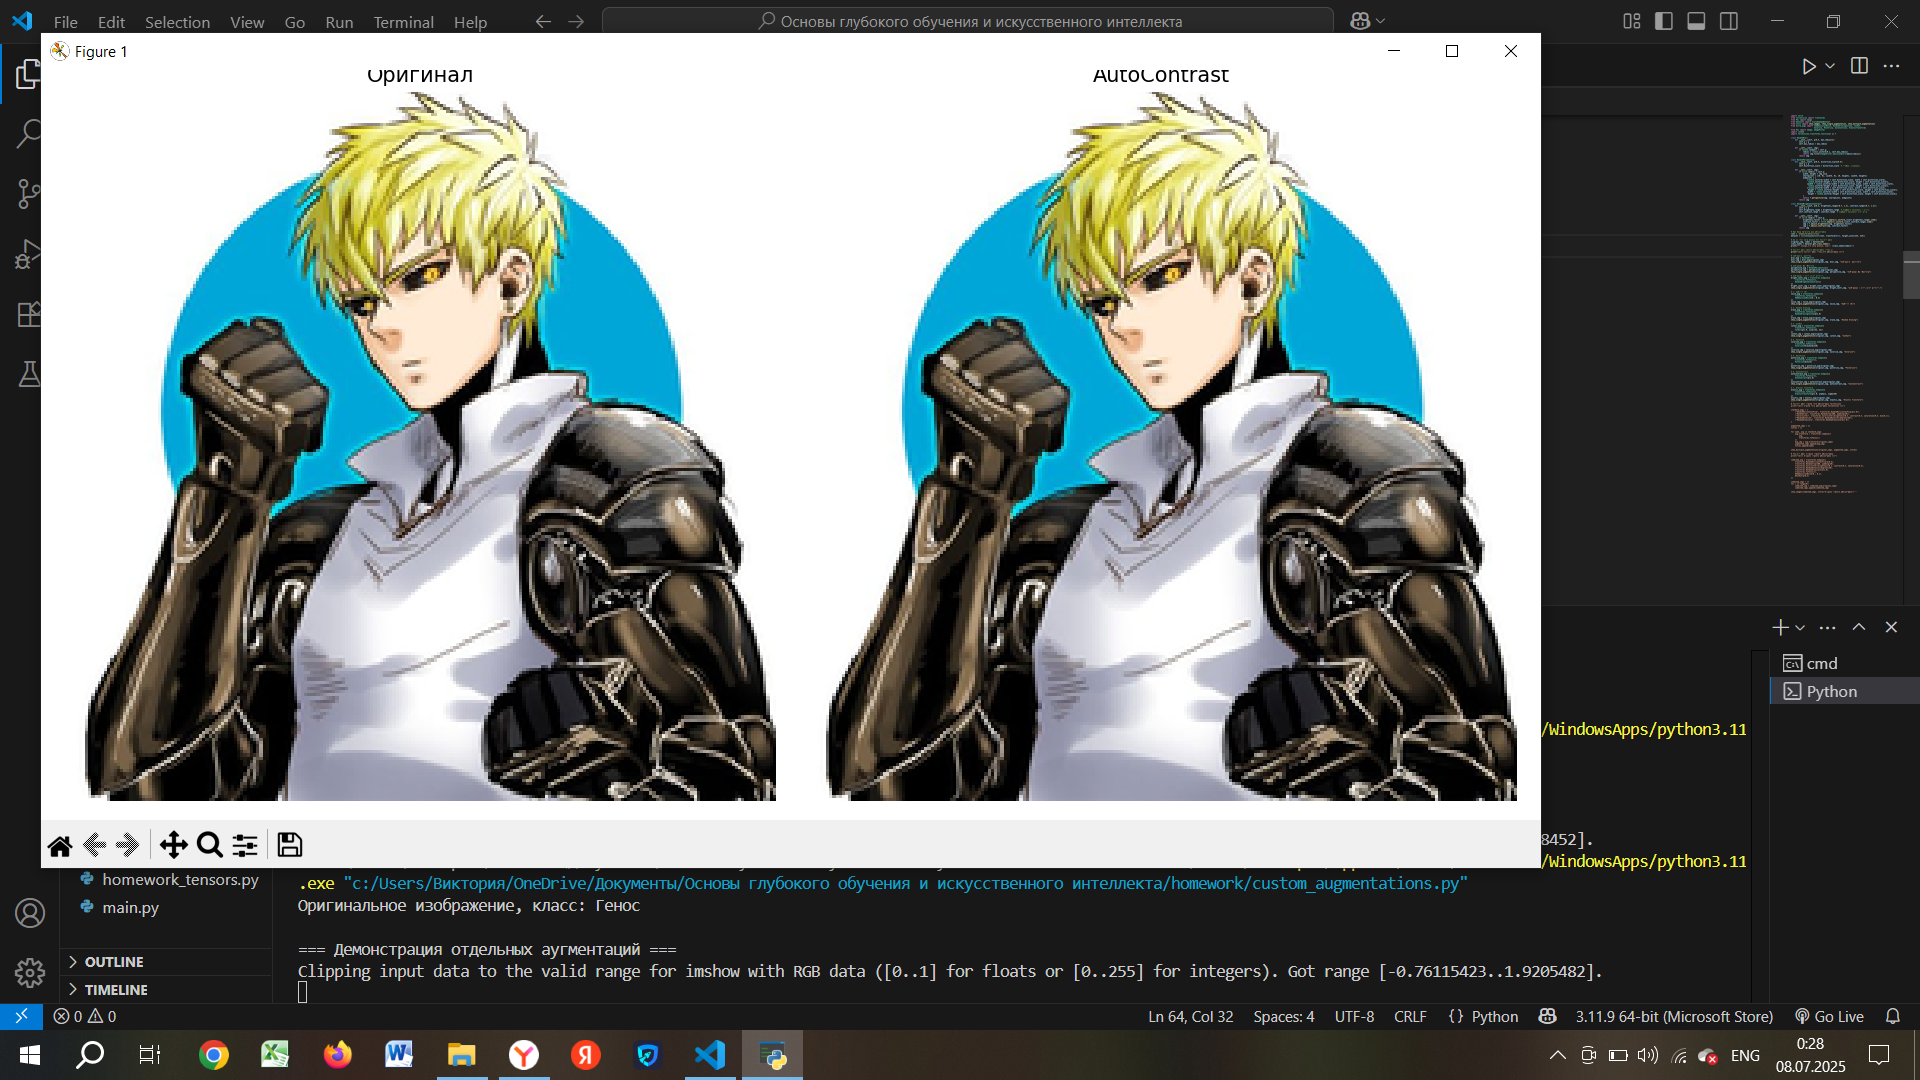 File Edit Selection View Go Run Terminal Help
Основы глубокого обучения и искусственного интеллекта
Figure 1
Оригинал
AutoContrast
cmd
Python
/WindowsApps/python3.11
8452].
/WindowsApps/python3.11
.exe "c:/Users/Виктория/OneDrive/Документы/Основы глубокого обучения и искусственного интеллекта/homework/custom_augmentations.py"
Оригинальное изображение, класс: Генос
=== Демонстрация отдельных аугментаций ===
Clipping input data to the valid range for imshow with RGB data ([0..1] for floats or [0..255] for integers). Got range [-0.76115423..1.9205482].
homework_tensors.py
main.py
OUTLINE
TIMELINE
0 0
Ln 64, Col 32 Spaces: 4 UTF-8 CRLF {} Python 3.11.9 64-bit (Microsoft Store) Go Live
ENG
0:28
08.07.2025